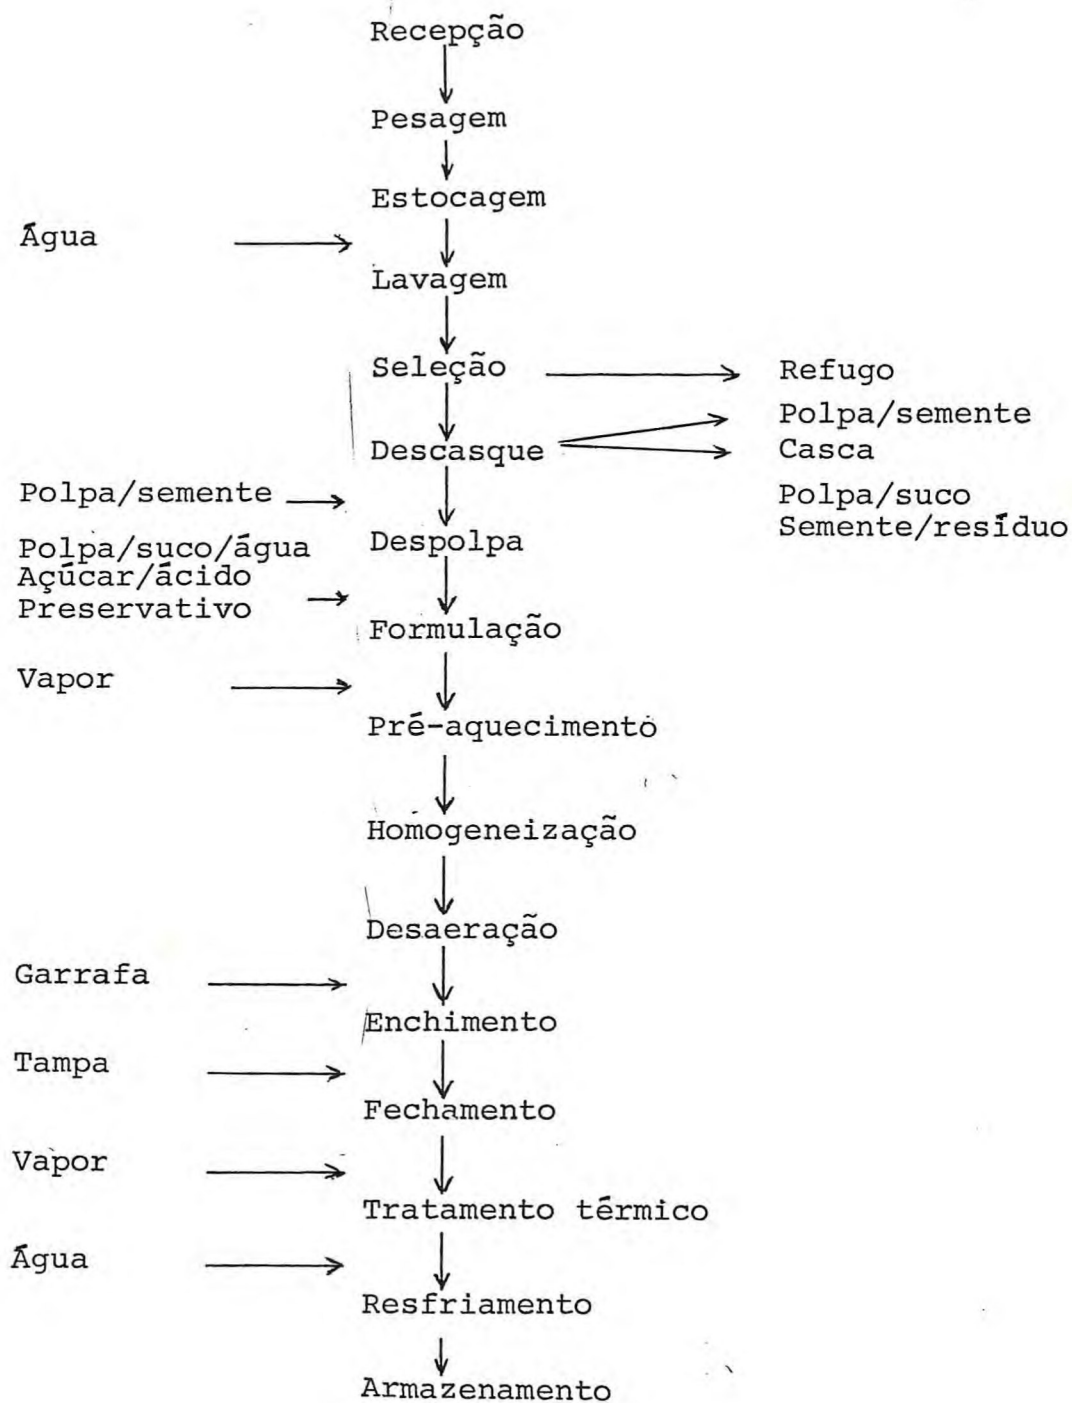 Recepção
Pesagem
Estocagem
Água
Lavagem
Seleção
Refugo
Polpa/semente
Descasque
Casca
Polpa/semente
Polpa/suco
Semente/resíduo
Polpa/suco/água
Despolpa
Açúcar/ácido
Preservativo
Formulação
Vapor
Pré-aquecimento
Homogeneização
Desaeração
Garrafa
Enchimento
Tampa
Fechamento
Vapor
Tratamento térmico
Água
Resfriamento
Armazenamento